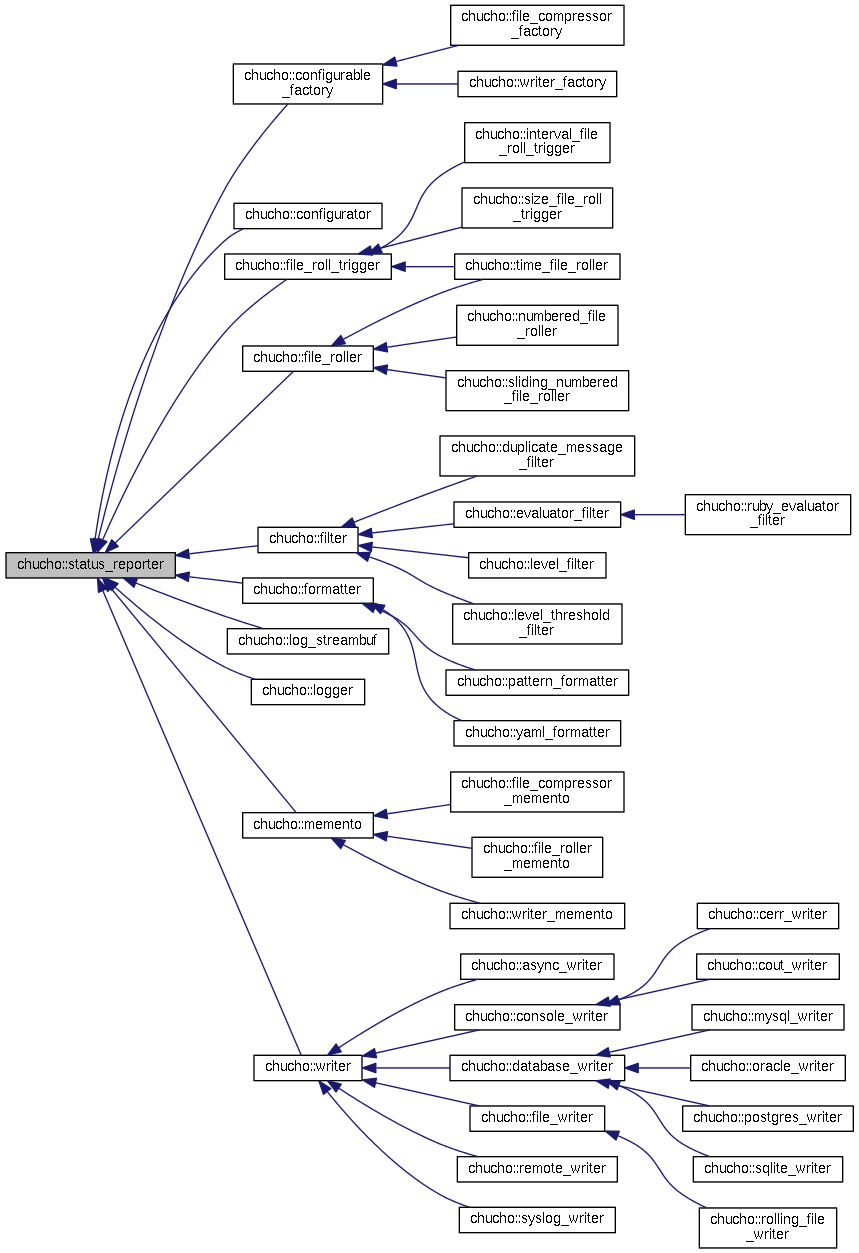 chucho::file_compressor
_factory
chucho::configurable
_factory
chucho::writer_factory
chucho::interval_file
_roll_trigger
chucho::size_file_roll
_trigger
chucho::configurator
chucho::file_roll_trigger
chucho::time_file_roller
chucho::numbered_file
_roller
chucho::file_roller
chucho::sliding_numbered
_file_roller
chucho::duplicate_message
_filter
chucho::evaluator_filter
chucho::ruby_evaluator
_filter
chucho::filter
chucho::status_reporter
chucho::level_filter
chucho::formatter
chucho::level_threshold
_filter
chucho::log_streambuf
chucho::pattern_formatter
chucho::logger
chucho::yaml_formatter
chucho::file_compressor
_memento
chucho::memento
chucho::file_roller
_memento
chucho::writer_memento
chucho::cerr_writer
chucho::async_writer
chucho::cout_writer
chucho::console_writer
chucho::mysql_writer
chucho::writer
chucho::database_writer
chucho::oracle_writer
chucho::file_writer
chucho::postgres_writer
chucho::remote_writer
chucho::sqlite_writer
chucho::syslog_writer
chucho::rolling_file
_writer